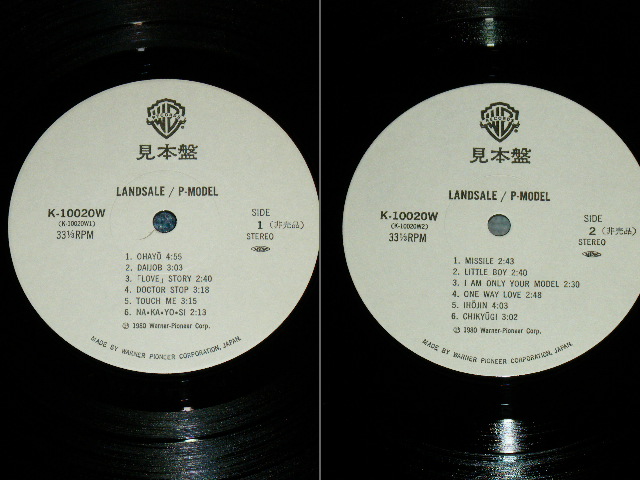 RECORDS
見本盤
LANDSALE / P-MODEL
K-10020W
(K-10020W1)
33⅓RPM
SIDE
1 (非売品)
STEREO
1. OHAYŪ 4:55
2. DAIJOB 3:03
3. 「LOVE」 STORY 2:40
4. DOCTOR STOP 3:18
5. TOUCH ME 3:15
6. NA•KA•YO•SI 2:13
Ⓟ 1980 Warner-Pioneer Corp.
MADE BY WARNER PIONEER CORPORATION, JAPAN.
RECORDS
見本盤
LANDSALE / P-MODEL
K-10020W
(K-10020W2)
33⅓RPM
SIDE
2 (非売品)
STEREO
1. MISSILE 2:43
2. LITTLE BOY 2:40
3. I AM ONLY YOUR MODEL 2:30
4. ONE WAY LOVE 2:48
5. IHŌJIN 4:03
6. CHIKYŪGI 3:02
Ⓟ 1980 Warner-Pioneer Corp.
MADE BY WARNER PIONEER CORPORATION, JAPAN.